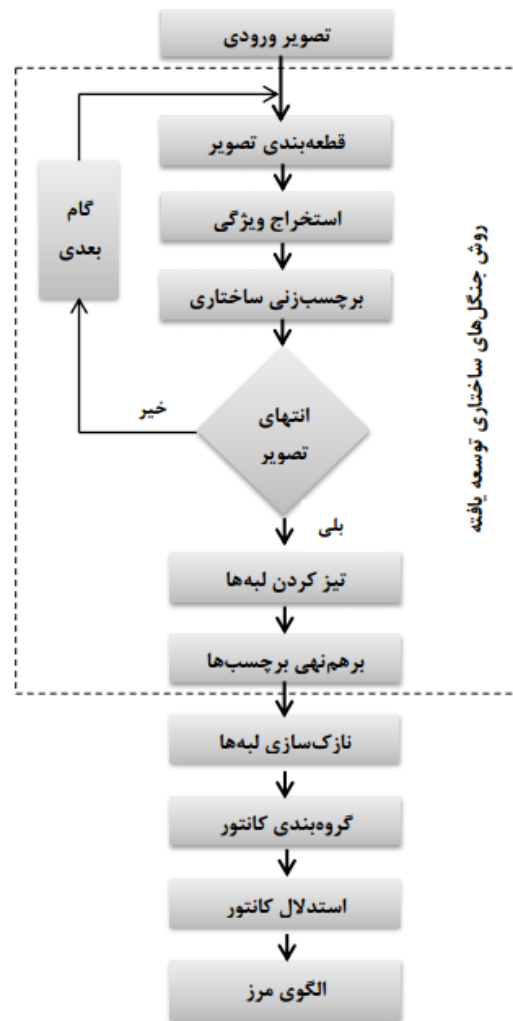 تصویر ورودی
قطعه‌بندی تصویر
استخراج ویژگی
برچسب‌زنی ساختاری
گام
بعدی
انتهای
تصویر
خیر
بلی
تیز کردن لبه‌ها
برهم‌نهی برچسب‌ها
روش جنگل‌های ساختاری توسعه یافته
نازک‌سازی لبه‌ها
گروه‌بندی کانتور
استدلال کانتور
الگوی مرز